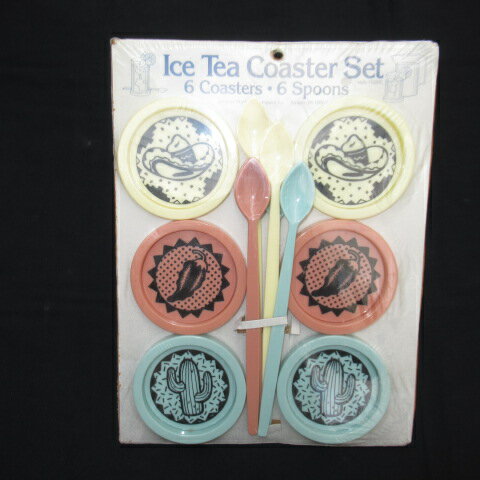 Ice Tea Coaster Set
6 Coasters • 6 Spoons